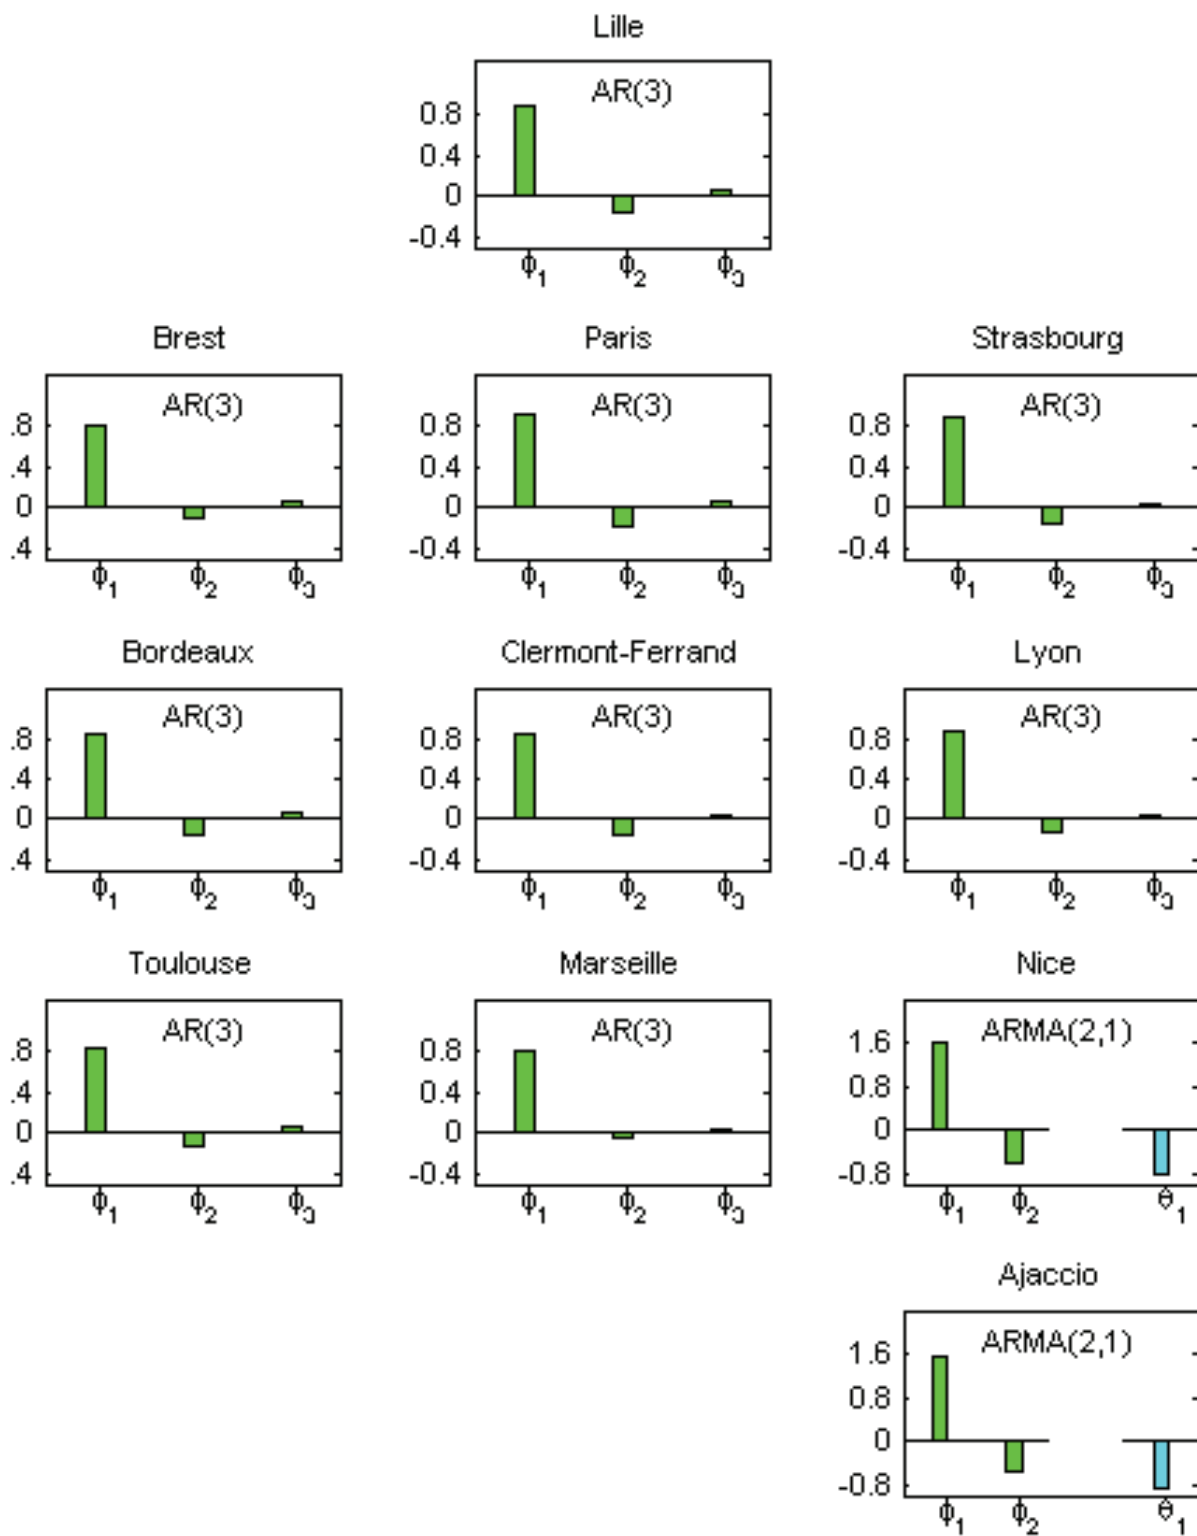 Lille
AR(3)
0.8
0.4
0
-0.4
ϕ1 ϕ2 ϕ3
Brest Paris Strasbourg
AR(3) AR(3) AR(3)
.8 0.8 0.8
.4 0.4 0.4
0 0 0
.4 -0.4 -0.4
ϕ1 ϕ2 ϕ3 ϕ1 ϕ2 ϕ3 ϕ1 ϕ2 ϕ3
Bordeaux Clermont-Ferrand Lyon
AR(3) AR(3) AR(3)
.8 0.8 0.8
.4 0.4 0.4
0 0 0
.4 -0.4 -0.4
ϕ1 ϕ2 ϕ3 ϕ1 ϕ2 ϕ3 ϕ1 ϕ2 ϕ3
Toulouse Marseille Nice
AR(3) AR(3) ARMA(2,1)
.8 0.8 1.6
.4 0.4 0.8
0 0 0
.4 -0.4 -0.8
ϕ1 ϕ2 ϕ3 ϕ1 ϕ2 ϕ3 ϕ1 ϕ2 θ1
Ajaccio
ARMA(2,1)
1.6
0.8
0
-0.8
ϕ1 ϕ2 θ1